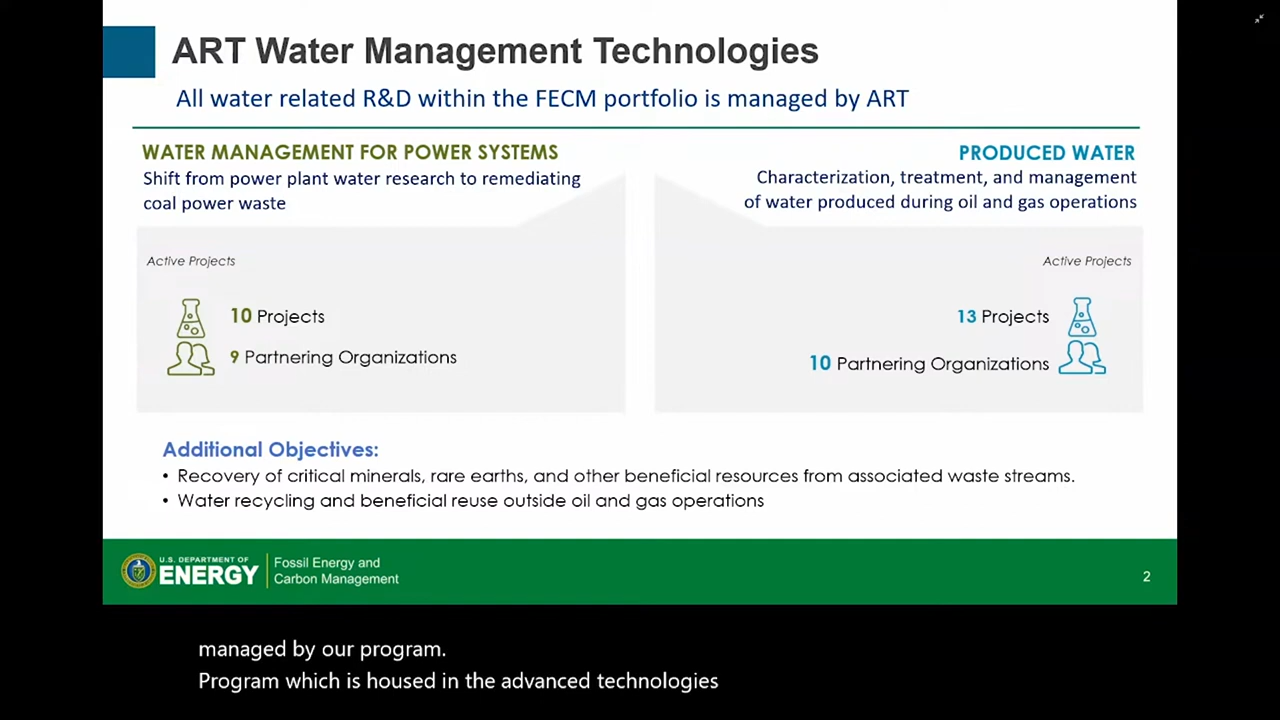 ART Water Management Technologies
All water related R&D within the FECM portfolio is managed by ART
WATER MANAGEMENT FOR POWER SYSTEMS
Shift from power plant water research to remediating
coal power waste
Active Projects
10 Projects
9 Partnering Organizations
PRODUCED WATER
Characterization, treatment, and management
of water produced during oil and gas operations
Active Projects
13 Projects
10 Partnering Organizations
Additional Objectives:
• Recovery of critical minerals, rare earths, and other beneficial resources from associated waste streams.
• Water recycling and beneficial reuse outside oil and gas operations
U.S. DEPARTMENT OF
ENERGY
Fossil Energy and
Carbon Management
2
managed by our program.
Program which is housed in the advanced technologies